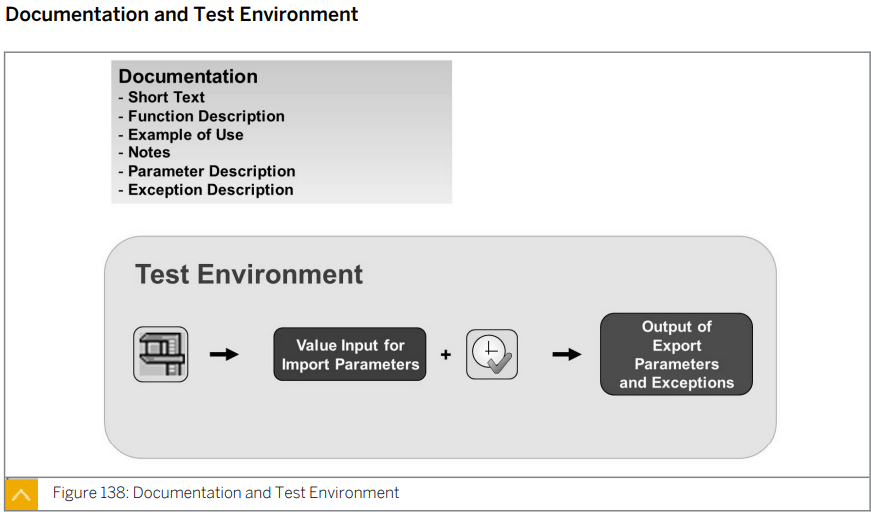 Documentation and Test Environment
Documentation
- Short Text
- Function Description
- Example of Use
- Notes
- Parameter Description
- Exception Description
Test Environment
Value Input for
Import Parameters
+
Output of
Export
Parameters
and Exceptions
Figure 138: Documentation and Test Environment